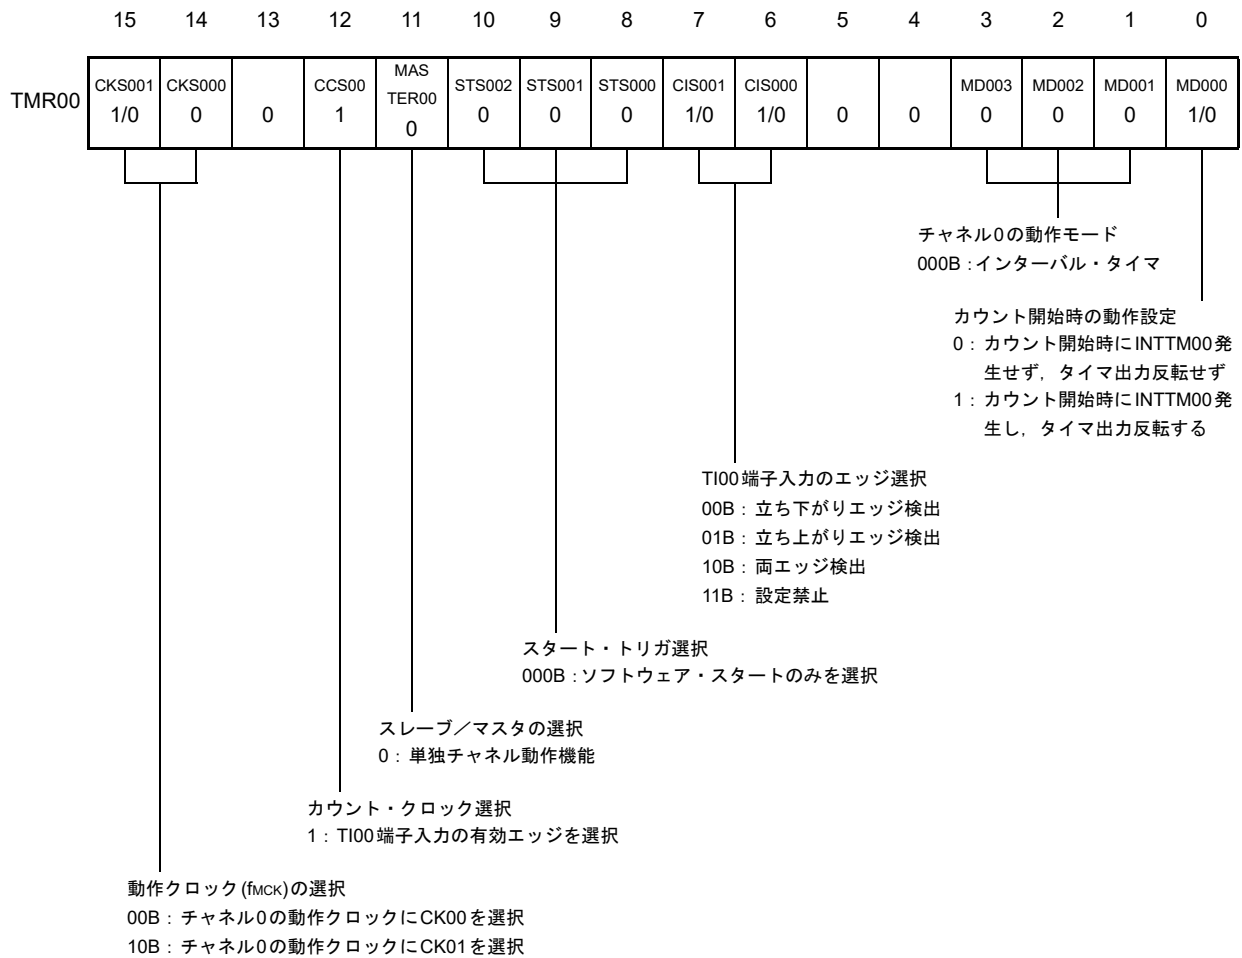 15 14 13 12 11 10 9 8 7 6 5 4 3 2 1 0
TMR00
CKS001
1/0
CKS000
0
0
CCS00
1
MAS
TER00
0
STS002
0
STS001
0
STS000
0
CIS001
1/0
CIS000
1/0
0
0
MD003
0
MD002
0
MD001
0
MD000
1/0
チャネル0の動作モード
000B：インターバル・タイマ
カウント開始時の動作設定
0：カウント開始時にINTTM00発
生せず，タイマ出力反転せず
1：カウント開始時にINTTM00発
生し，タイマ出力反転する
TI00端子入力のエッジ選択
00B：立ち下がりエッジ検出
01B：立ち上がりエッジ検出
10B：両エッジ検出
11B：設定禁止
スタート・トリガ選択
000B：ソフトウェア・スタートのみを選択
スレーブ／マスタの選択
0：単独チャネル動作機能
カウント・クロック選択
1：TI00端子入力の有効エッジを選択
動作クロック(fMCK)の選択
00B：チャネル0の動作クロックにCK00を選択
10B：チャネル0の動作クロックにCK01を選択